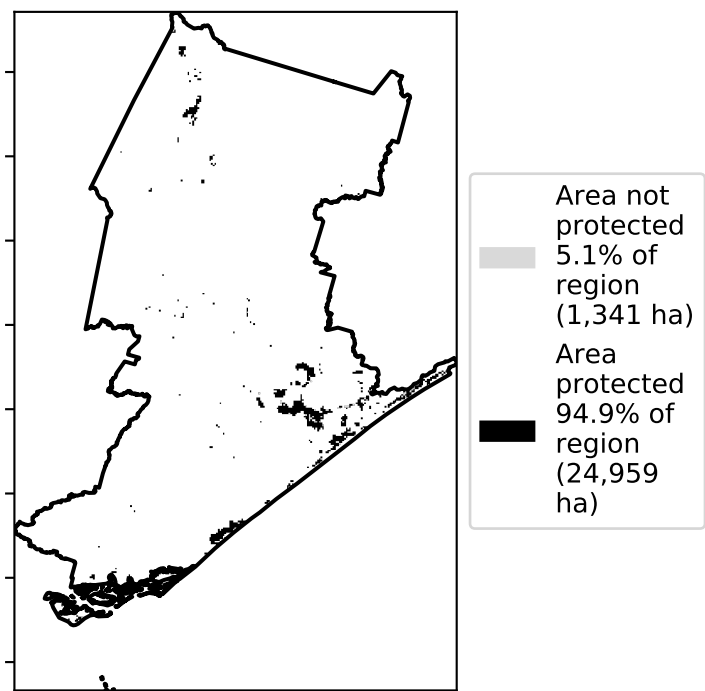 Area not
protected
5.1% of
region
(1,341 ha)
Area
protected
94.9% of
region
(24,959
ha)